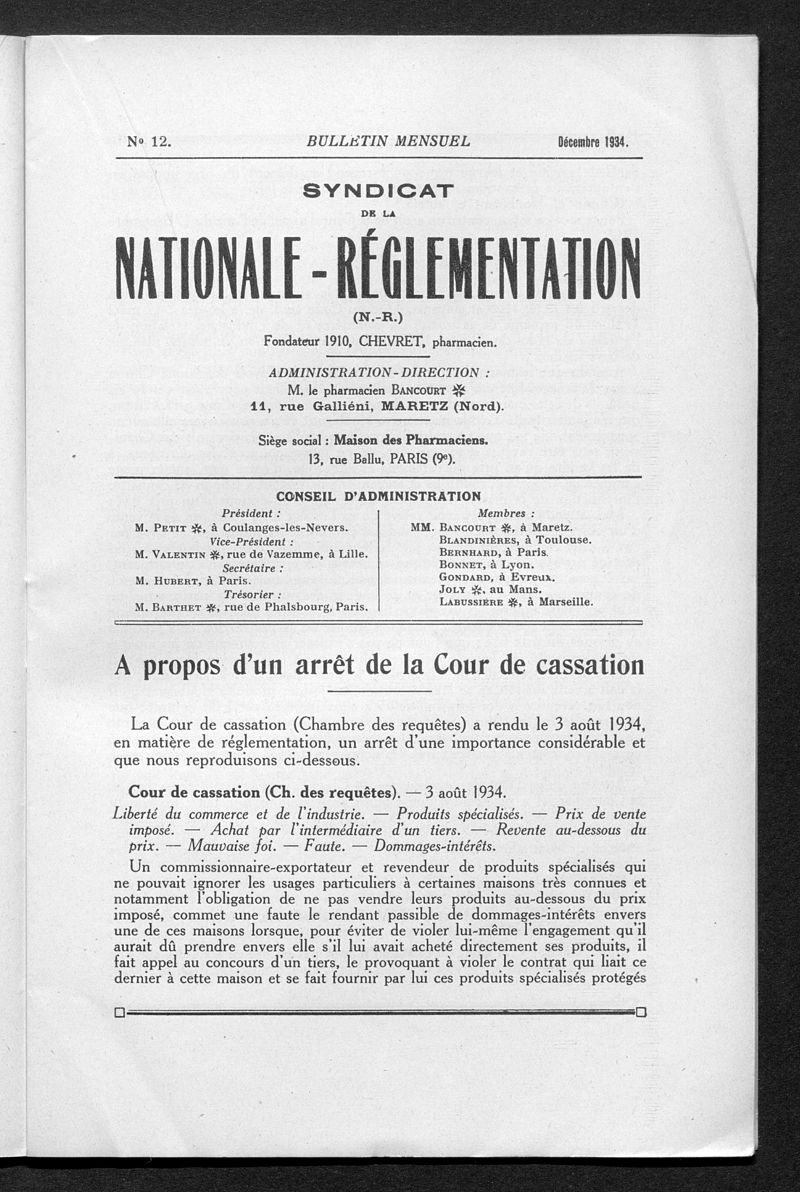 No 12.
BULLETIN MENSUEL
Décembre 1934.
SYNDICAT
DE LA
NATIONALE-RÉGLEMENTATION
(N.-R.)
Fondateur 1910, CHEVRET, pharmacien.
ADMINISTRATION-DIRECTION :
M. le pharmacien BANCOURT ✻
11, rue Galliéni, MARETZ (Nord).
Siège social : Maison des Pharmaciens.
13, rue Ballu, PARIS (9e).
CONSEIL D'ADMINISTRATION
Président :
M. PETIT ✻, à Coulanges-les-Nevers.
Vice-Président :
M. VALENTIN ✻, rue de Vazemme, à Lille.
Secrétaire :
M. HUBERT, à Paris.
Trésorier :
M. BARTHET ✻, rue de Phalsbourg, Paris.
Membres :
MM. BANCOURT ✻, à Maretz.
BLANDINIÈRES, à Toulouse.
BERNHARD, à Paris.
BONNET, à Lyon.
GONDARD, à Evreux.
JOLY ✻, au Mans.
LABUSSIÈRE ✻, à Marseille.
A propos d'un arrêt de la Cour de cassation
La Cour de cassation (Chambre des requêtes) a rendu le 3 août 1934,
en matière de réglementation, un arrêt d'une importance considérable et
que nous reproduisons ci-dessous.
Cour de cassation (Ch. des requêtes). — 3 août 1934.
Liberté du commerce et de l'industrie. — Produits spécialisés. — Prix de vente
imposé. — Achat par l'intermédiaire d'un tiers. — Revente au-dessous du
prix. — Mauvaise foi. — Faute. — Dommages-intérêts.
Un commissionnaire-exportateur et revendeur de produits spécialisés qui
ne pouvait ignorer les usages particuliers à certaines maisons très connues et
notamment l'obligation de ne pas vendre leurs produits au-dessous du prix
imposé, commet une faute le rendant passible de dommages-intérêts envers
une de ces maisons lorsque, pour éviter de violer lui-même l'engagement qu'il
aurait dû prendre envers elle s'il lui avait acheté directement ses produits, il
fait appel au concours d'un tiers, le provoquant à violer le contrat qui liait ce
dernier à cette maison et se fait fournir par lui ces produits spécialisés protégés